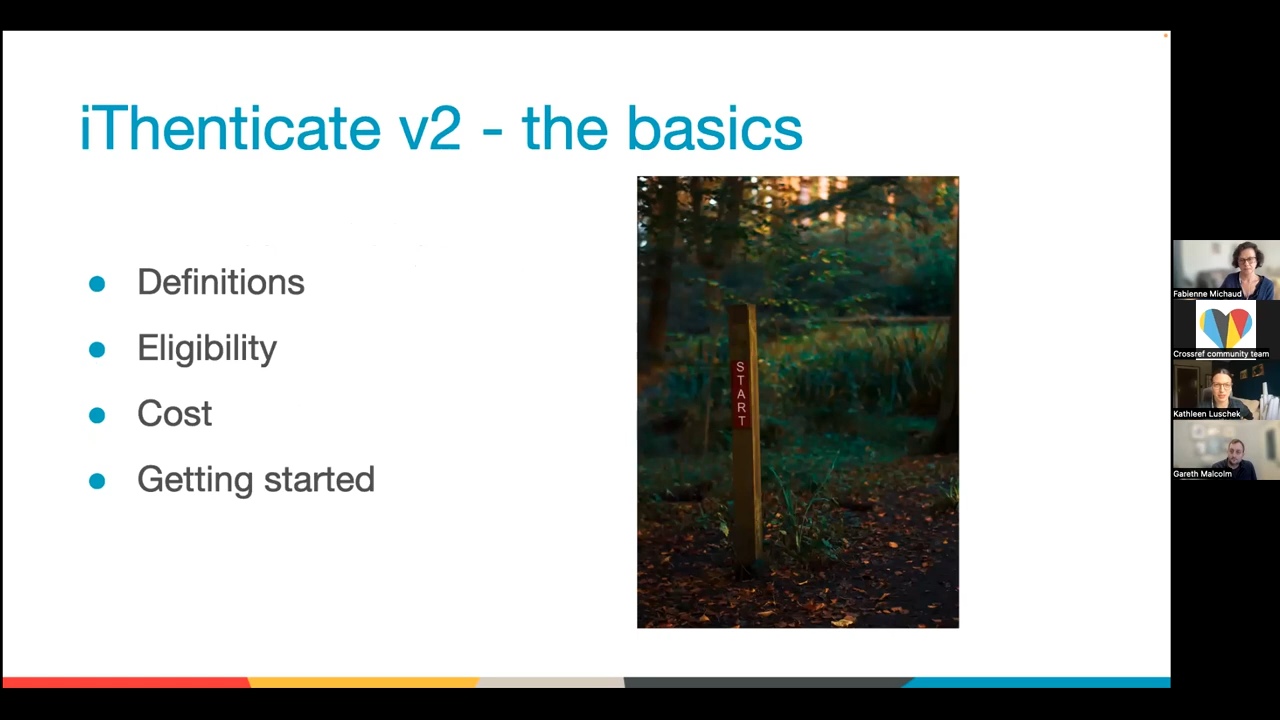 iThenticate v2 - the basics
Definitions
Eligibility
Cost
Getting started
START
Fabienne Michaud
Crossref community team
Kathleen Luschek
Gareth Malcolm